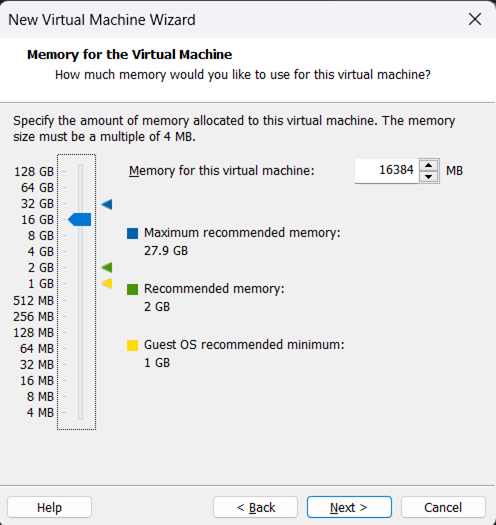 New Virtual Machine Wizard
Memory for the Virtual Machine
How much memory would you like to use for this virtual machine?
Specify the amount of memory allocated to this virtual machine. The memory
size must be a multiple of 4 MB.
128 GB
64 GB
32 GB
16 GB
8 GB
4 GB
2 GB
1 GB
512 MB
256 MB
128 MB
64 MB
32 MB
16 MB
8 MB
4 MB
Memory for this virtual machine: 16384 MB
Maximum recommended memory:
27.9 GB
Recommended memory:
2 GB
Guest OS recommended minimum:
1 GB
Help < Back Next > Cancel